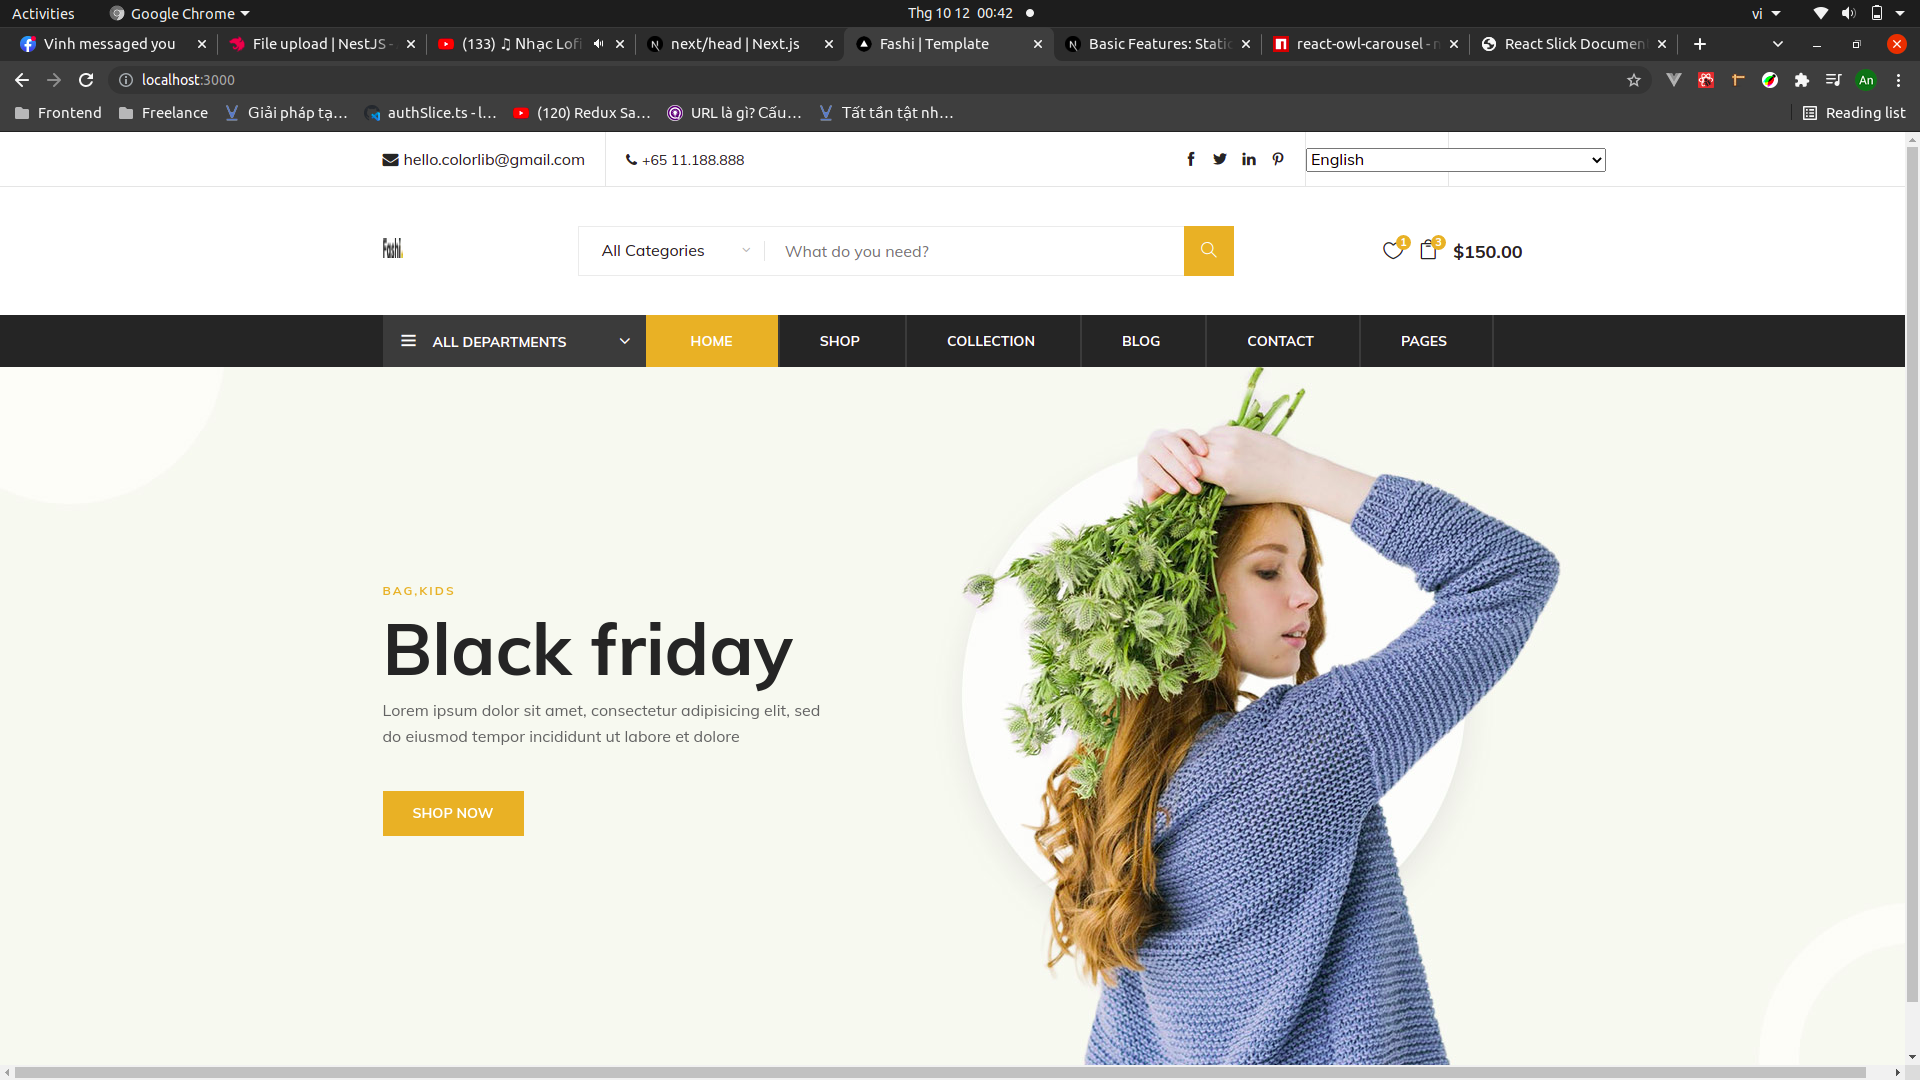 Activities
Google Chrome
Thg 10 12 00:42
vi
Vinh messaged you
File upload | NestJS -
(133) ♫ Nhạc Lofi
next/head | Next.js
Fashi | Template
Basic Features: Static
react-owl-carousel - n
React Slick Document
localhost:3000
An
Frontend
Freelance
Giải pháp tạ...
authSlice.ts - l...
(120) Redux Sa...
URL là gì? Cấu...
Tất tần tật nh...
Reading list
hello.colorlib@gmail.com
+65 11.188.888
English
Fashi.
All Categories
What do you need?
1
3
$150.00
ALL DEPARTMENTS
HOME
SHOP
COLLECTION
BLOG
CONTACT
PAGES
BAG,KIDS
Black friday
Lorem ipsum dolor sit amet, consectetur adipisicing elit, sed
do eiusmod tempor incididunt ut labore et dolore
SHOP NOW